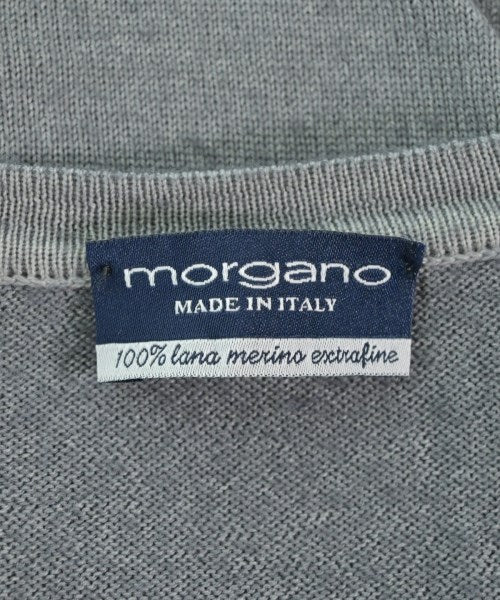 morgano
MADE IN ITALY
100% lana merino extrafine